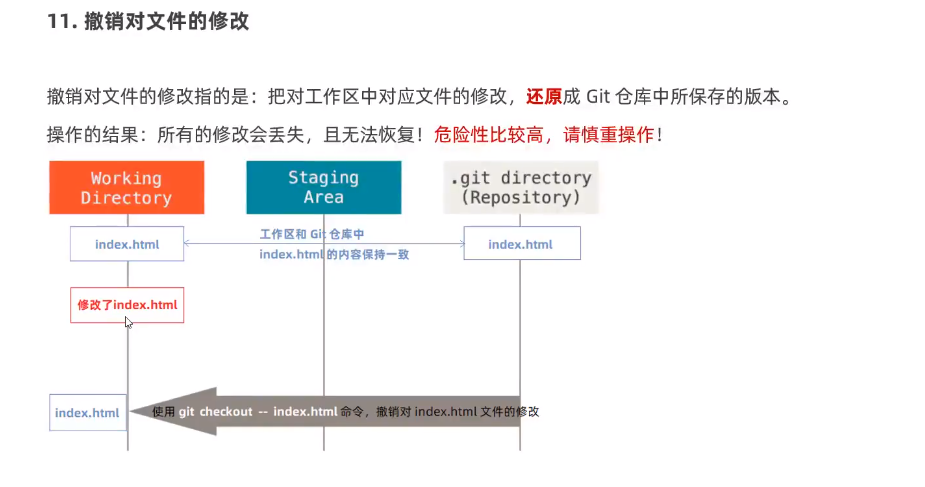 11. 撤销对文件的修改
撤销对文件的修改指的是：把对工作区中对应文件的修改，还原成 Git 仓库中所保存的版本。
操作的结果：所有的修改会丢失，且无法恢复！危险性比较高，请慎重操作！
Working
Directory
Staging
Area
.git directory
(Repository)
index.html
工作区和 Git 仓库中
index.html 的内容保持一致
index.html
修改了index.html
index.html
使用 git checkout -- index.html 命令，撤销对 index.html 文件的修改